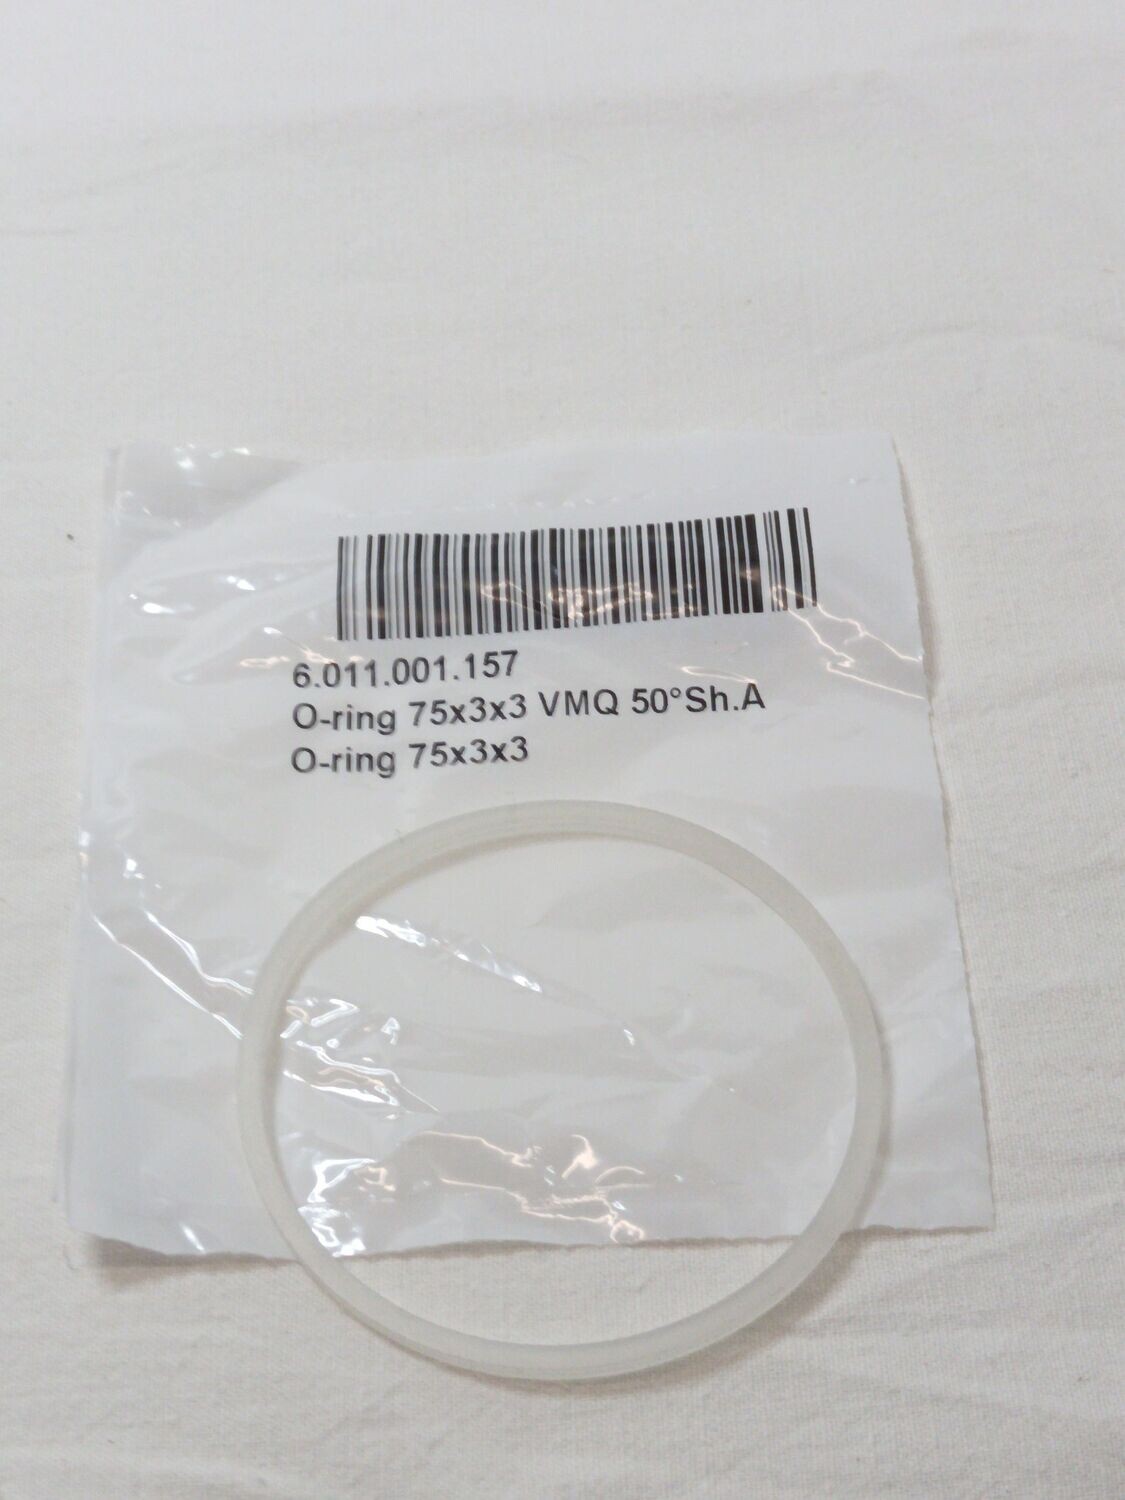 6.011.001.157
O-ring 75x3x3 VMQ 50°Sh.A
O-ring 75x3x3